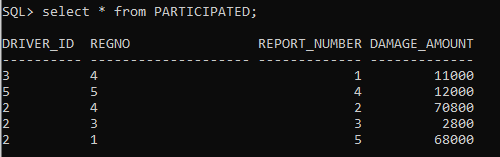 SQL> select * from PARTICIPATED;
DRIVER_ID REGNO REPORT_NUMBER DAMAGE_AMOUNT
---------- -------------------- ------------- -------------
3 4 1 11000
5 5 4 12000
2 4 2 70800
2 3 3 2800
2 1 5 68000